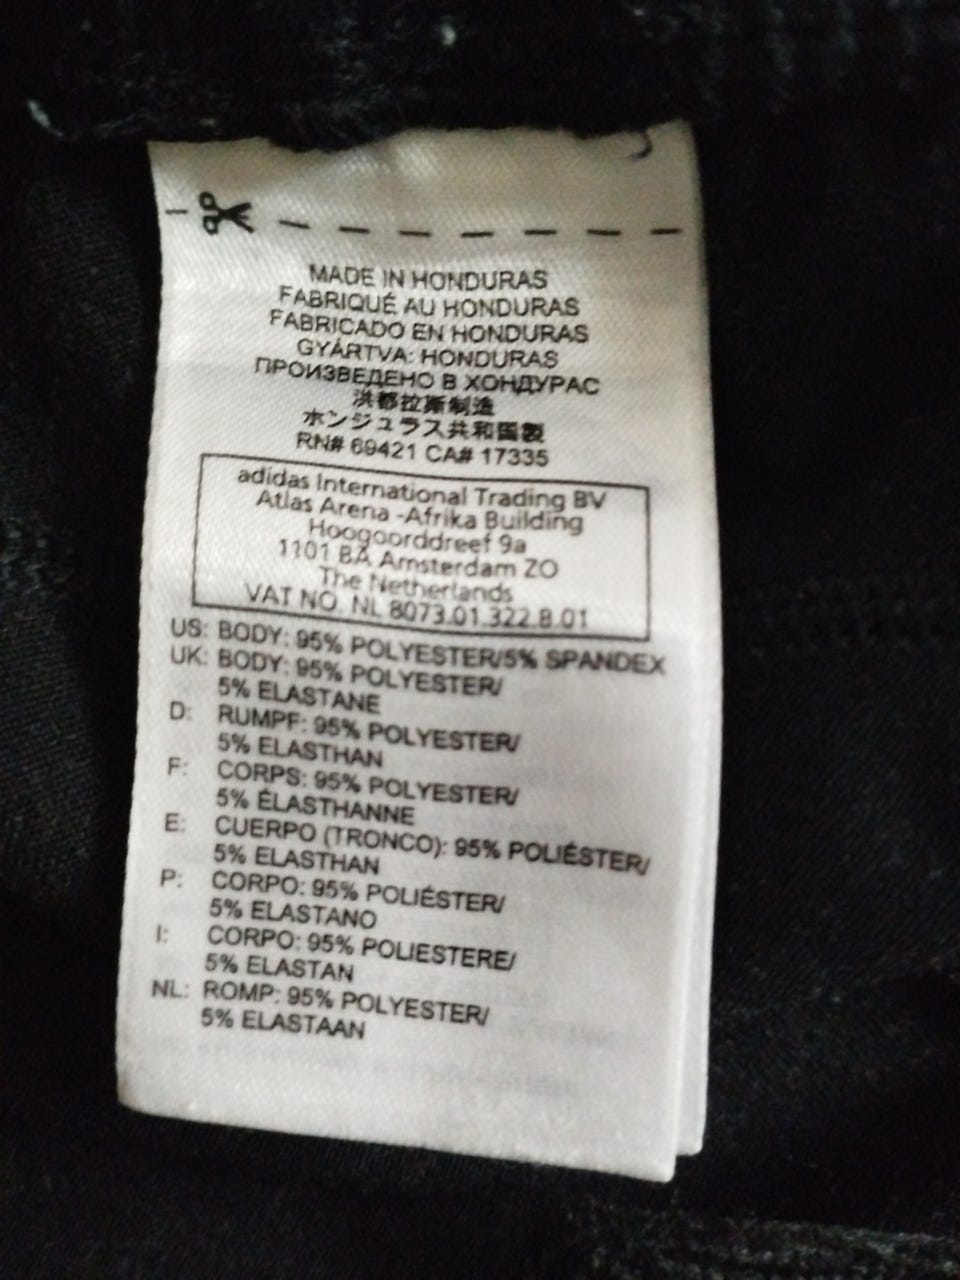 MADE IN HONDURAS
FABRIQUÉ AU HONDURAS
FABRICADO EN HONDURAS
GYÁRTVA: HONDURAS
ПРОИЗВЕДЕНО В ХОНДУРАС
洪都拉斯制造
ホンジュラス共和国製
RN# 69421 CA# 17335
adidas International Trading BV
Atlas Arena -Afrika Building
Hoogoorddreef 9a
1101 BA Amsterdam ZO
The Netherlands
VAT NO. NL 8073.01.322.B.01
US: BODY: 95% POLYESTER/5% SPANDEX
UK: BODY: 95% POLYESTER/
5% ELASTANE
D: RUMPF: 95% POLYESTER/
5% ELASTHAN
F: CORPS: 95% POLYESTER/
5% ÉLASTHANNE
E: CUERPO (TRONCO): 95% POLIÉSTER/
5% ELASTHAN
P: CORPO: 95% POLIÉSTER/
5% ELASTANO
I: CORPO: 95% POLIESTERE/
5% ELASTAN
NL: ROMP: 95% POLYESTER/
5% ELASTAAN